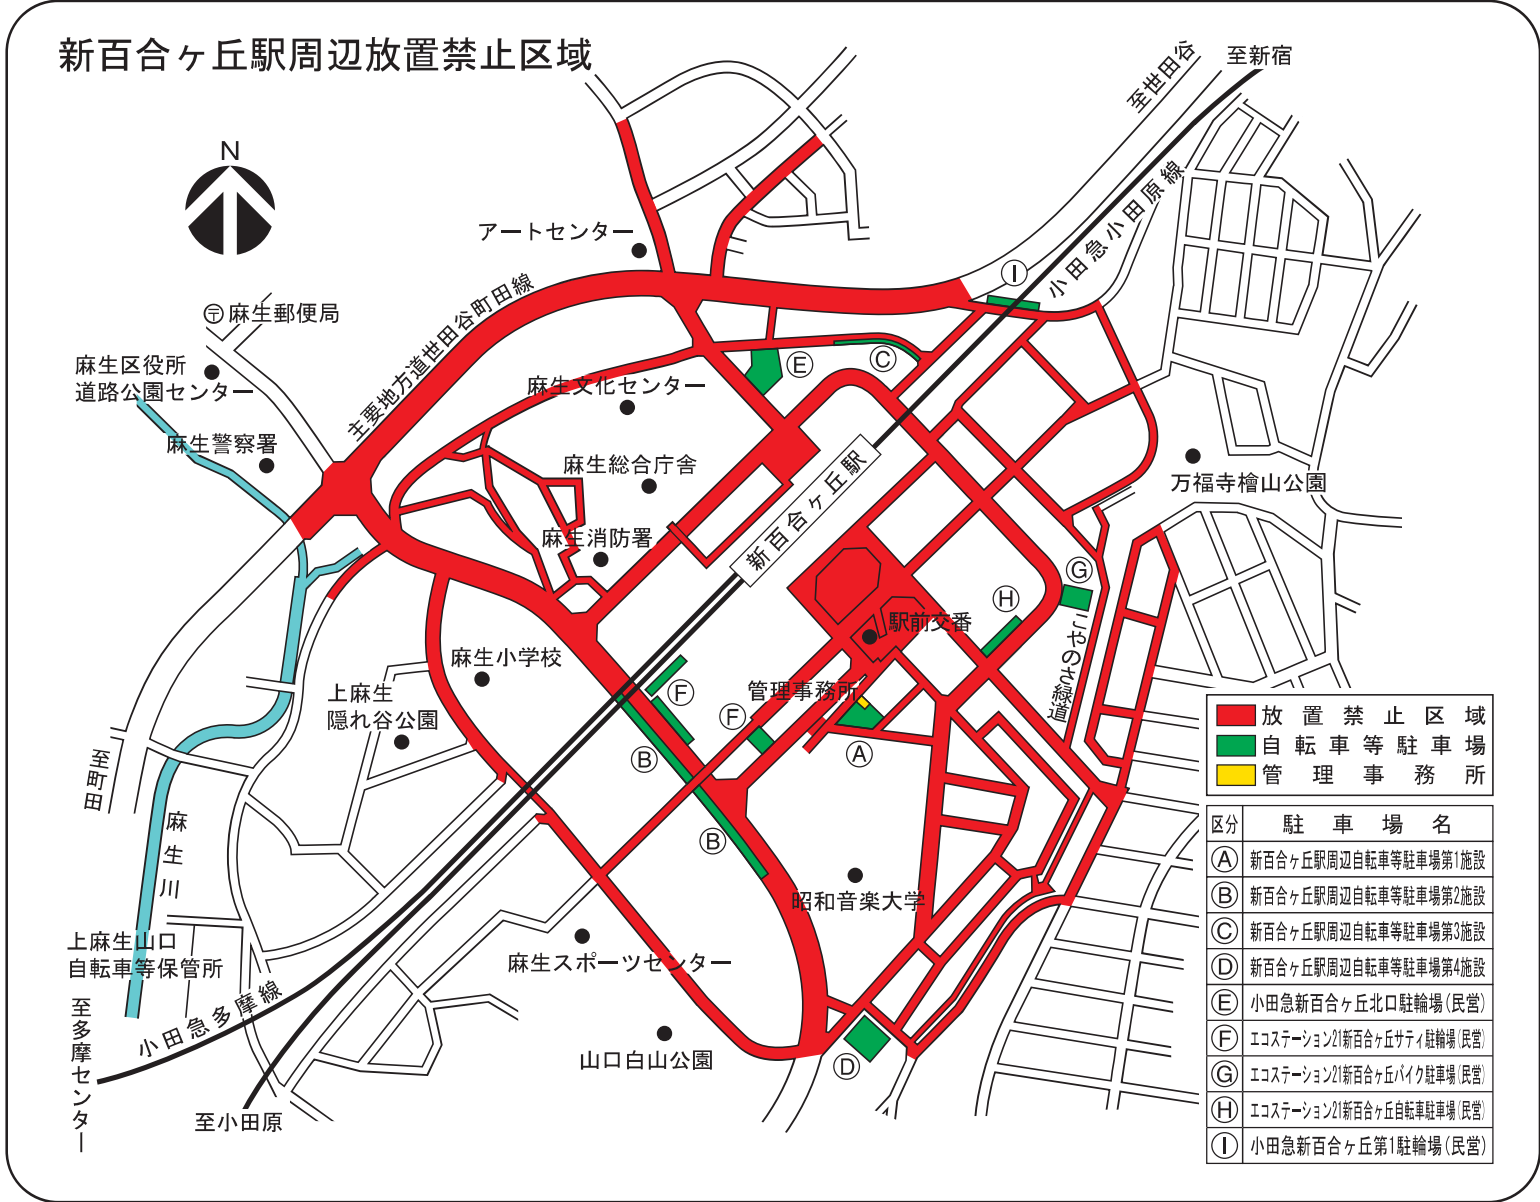 新百合ヶ丘駅周辺放置禁止区域
N
至世田谷
至新宿
小田急小田原線
アートセンター
主要地方道世田谷町田線
〒麻生郵便局
麻生区役所
道路公園センター
麻生警察署
麻生文化センター
麻生総合庁舎
麻生消防署
新百合ヶ丘駅
万福寺檜山公園
I
E
C
G
H
こやのさ緑道
駅前交番
管理事務所
麻生小学校
上麻生
隠れ谷公園
F
F
B
A
B
至町田
麻生川
昭和音楽大学
麻生スポーツセンター
上麻生山口
自転車等保管所
小田急多摩線
至多摩センター
至小田原
山口白山公園
D
放置禁止区域
自転車等駐車場
管理事務所
区分 駐車場名
A 新百合ヶ丘駅周辺自転車等駐車場第1施設
B 新百合ヶ丘駅周辺自転車等駐車場第2施設
C 新百合ヶ丘駅周辺自転車等駐車場第3施設
D 新百合ヶ丘駅周辺自転車等駐車場第4施設
E 小田急新百合ヶ丘北口駐輪場(民営)
F エコステーション21新百合ヶ丘サティ駐輪場(民営)
G エコステーション21新百合ヶ丘バイク駐車場(民営)
H エコステーション21新百合ヶ丘自転車駐車場(民営)
I 小田急新百合ヶ丘第1駐輪場(民営)